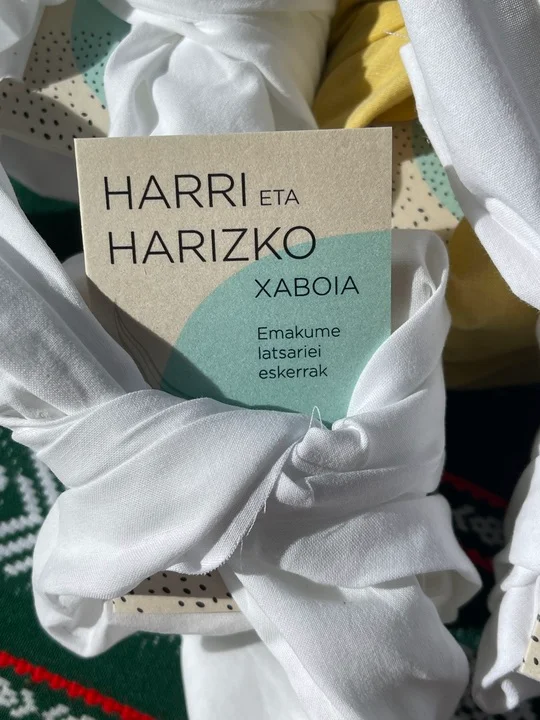 HARRI ETA
HARIZKO
XABOIA
Emakume
latsariei
eskerrak